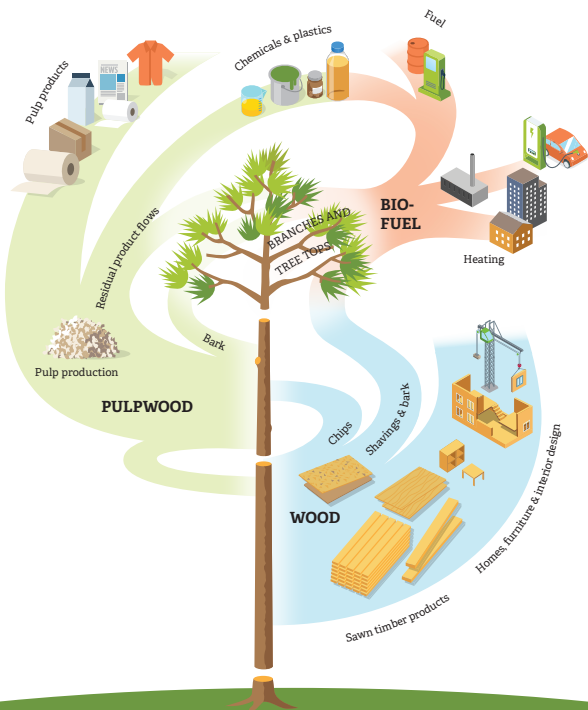 Fuel
Chemicals & plastics
Pulp products
NEWS
BIO-
FUEL
BRANCHES AND
TREE TOPS
Residual product flows
Heating
Bark
Pulp production
PULPWOOD
Chips
Shavings & bark
WOOD
Homes, furniture & interior design
Sawn timber products